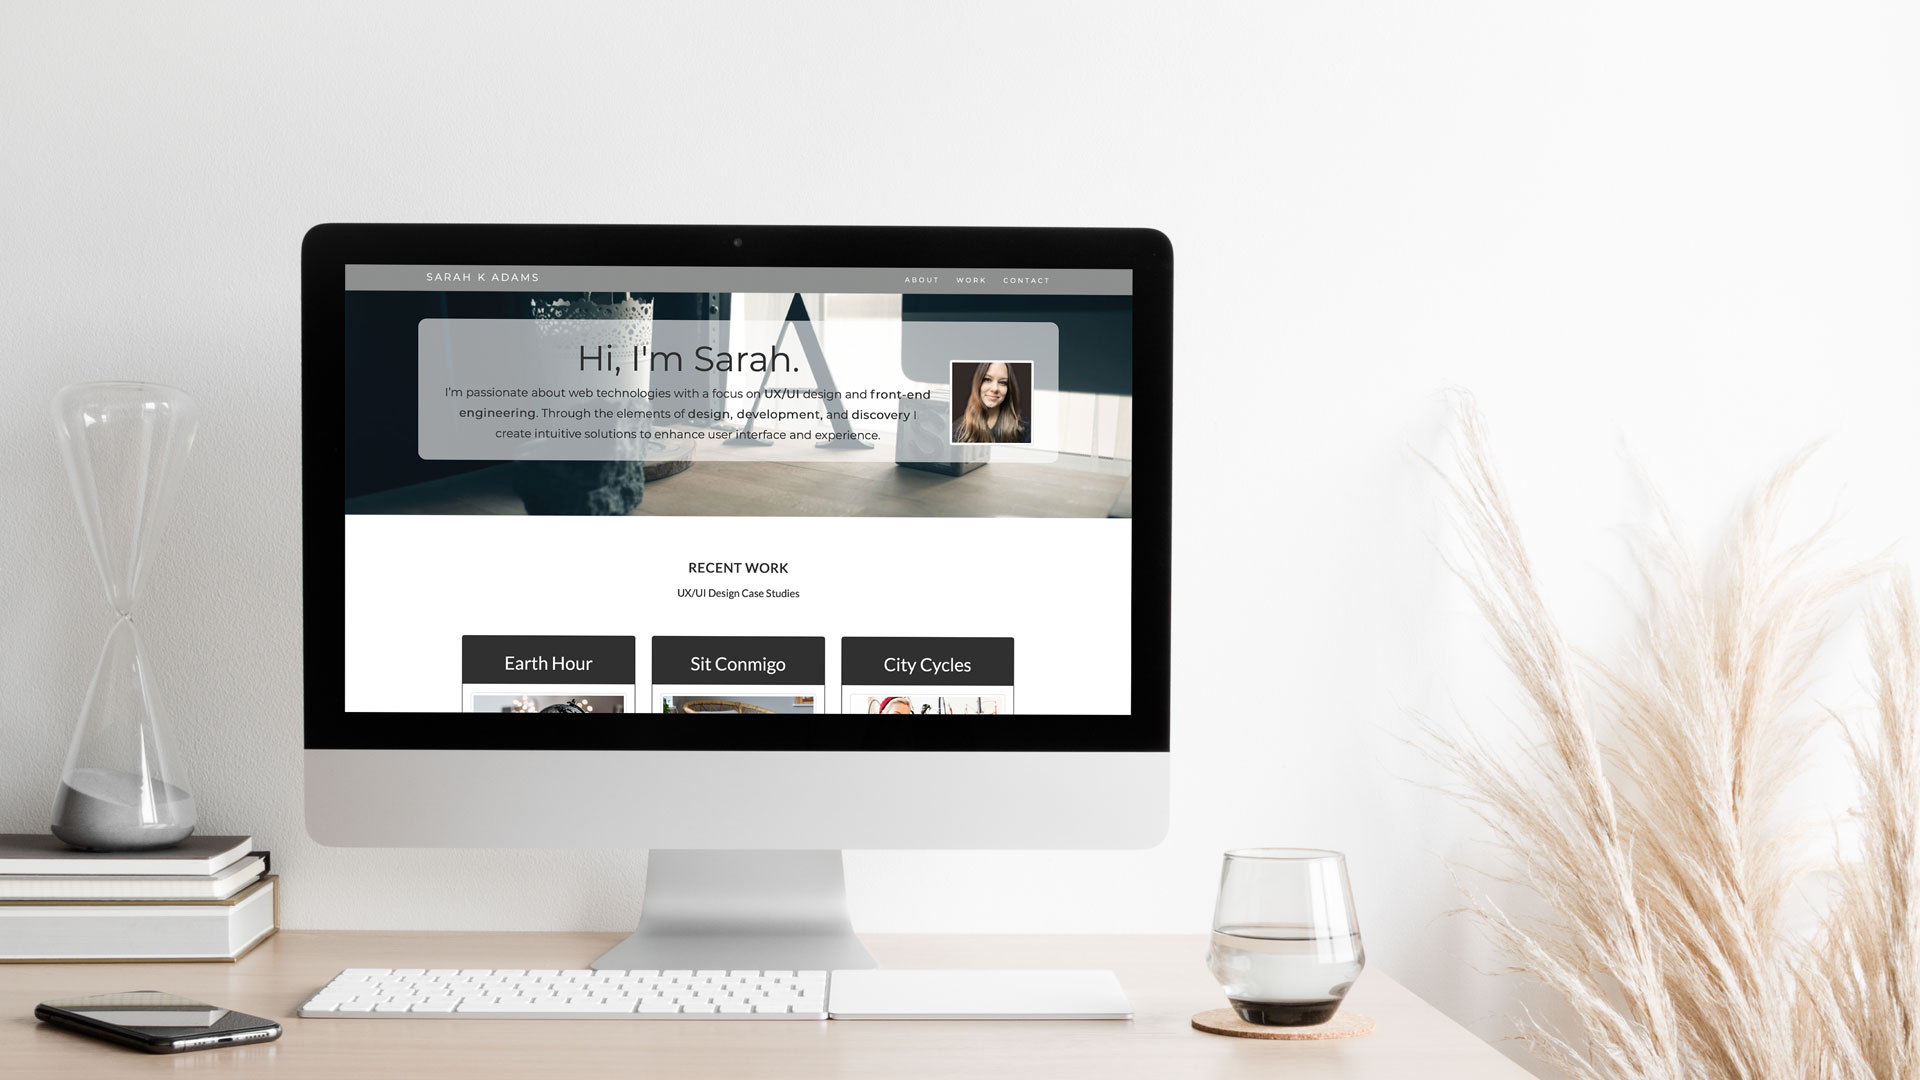 SARAH K ADAMS
ABOUT WORK CONTACT
Hi, I'm Sarah.
I'm passionate about web technologies with a focus on UX/UI design and front-end
engineering. Through the elements of design, development, and discovery I
create intuitive solutions to enhance user interface and experience.
RECENT WORK
UX/UI Design Case Studies
Earth Hour
Sit Conmigo
City Cycles